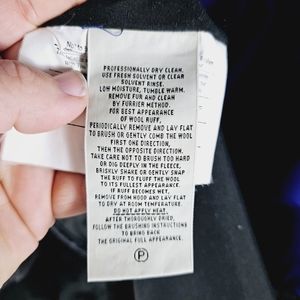 PROFESSIONALLY DRY CLEAN.
USE FRESH SOLVENT OR CLEAR
SOLVENT RINSE.
LOW MOISTURE, TUMBLE WARM.
REMOVE FUR AND CLEAN
BY FURRIER METHOD.
FOR BEST APPEARANCE
OF WOOL RUFF,
PERIODICALLY REMOVE AND LAY FLAT
TO BRUSH OR GENTLY COMB THE WOOL
FIRST ONE DIRECTION,
THEN THE OPPOSITE DIRECTION.
TAKE CARE NOT TO BRUSH TOO HARD
OR DIG DEEPLY IN THE FLEECE,
BRISKLY SHAKE OR GENTLY SNAP
THE RUFF TO FLUFF THE WOOL
TO ITS FULLEST APPEARANCE.
IF RUFF BECOMES WET,
REMOVE FROM HOOD AND LAY FLAT
TO DRY AT ROOM TEMPERATURE.
DO NOT APPLY HEAT
AFTER THOROUGHLY DRIED,
FOLLOW THE BRUSHING INSTRUCTIONS
TO BRING BACK
THE ORIGINAL FULL APPEARANCE.
P